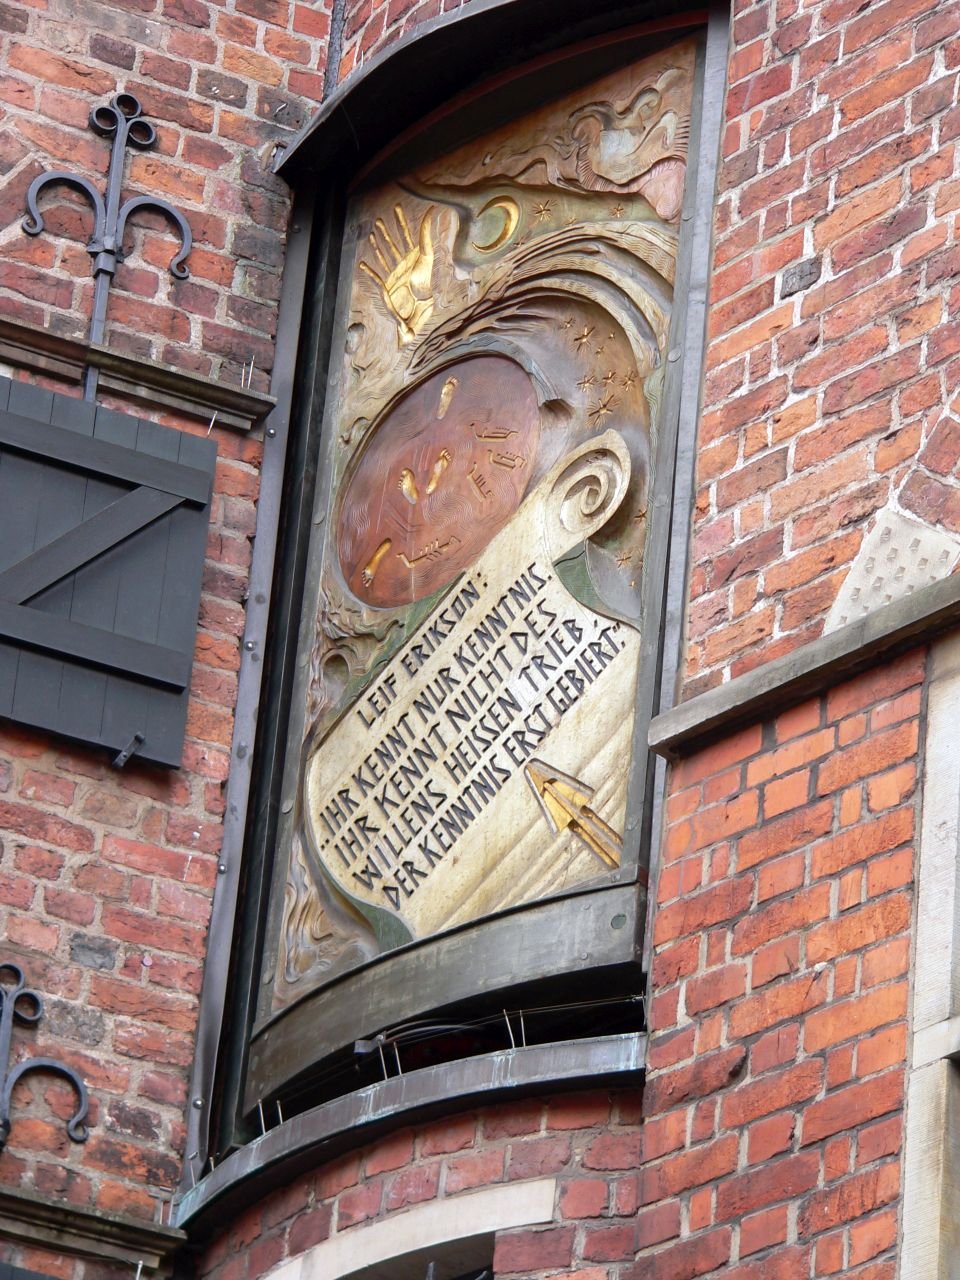 LEIF ERIKSON:
IHR KENNT NUR KENNTNIS
IHR KENNT NICHT DES
WILLENS HEISSEN TRIEB,
DER KENNTNIS ERST GEBIERT"